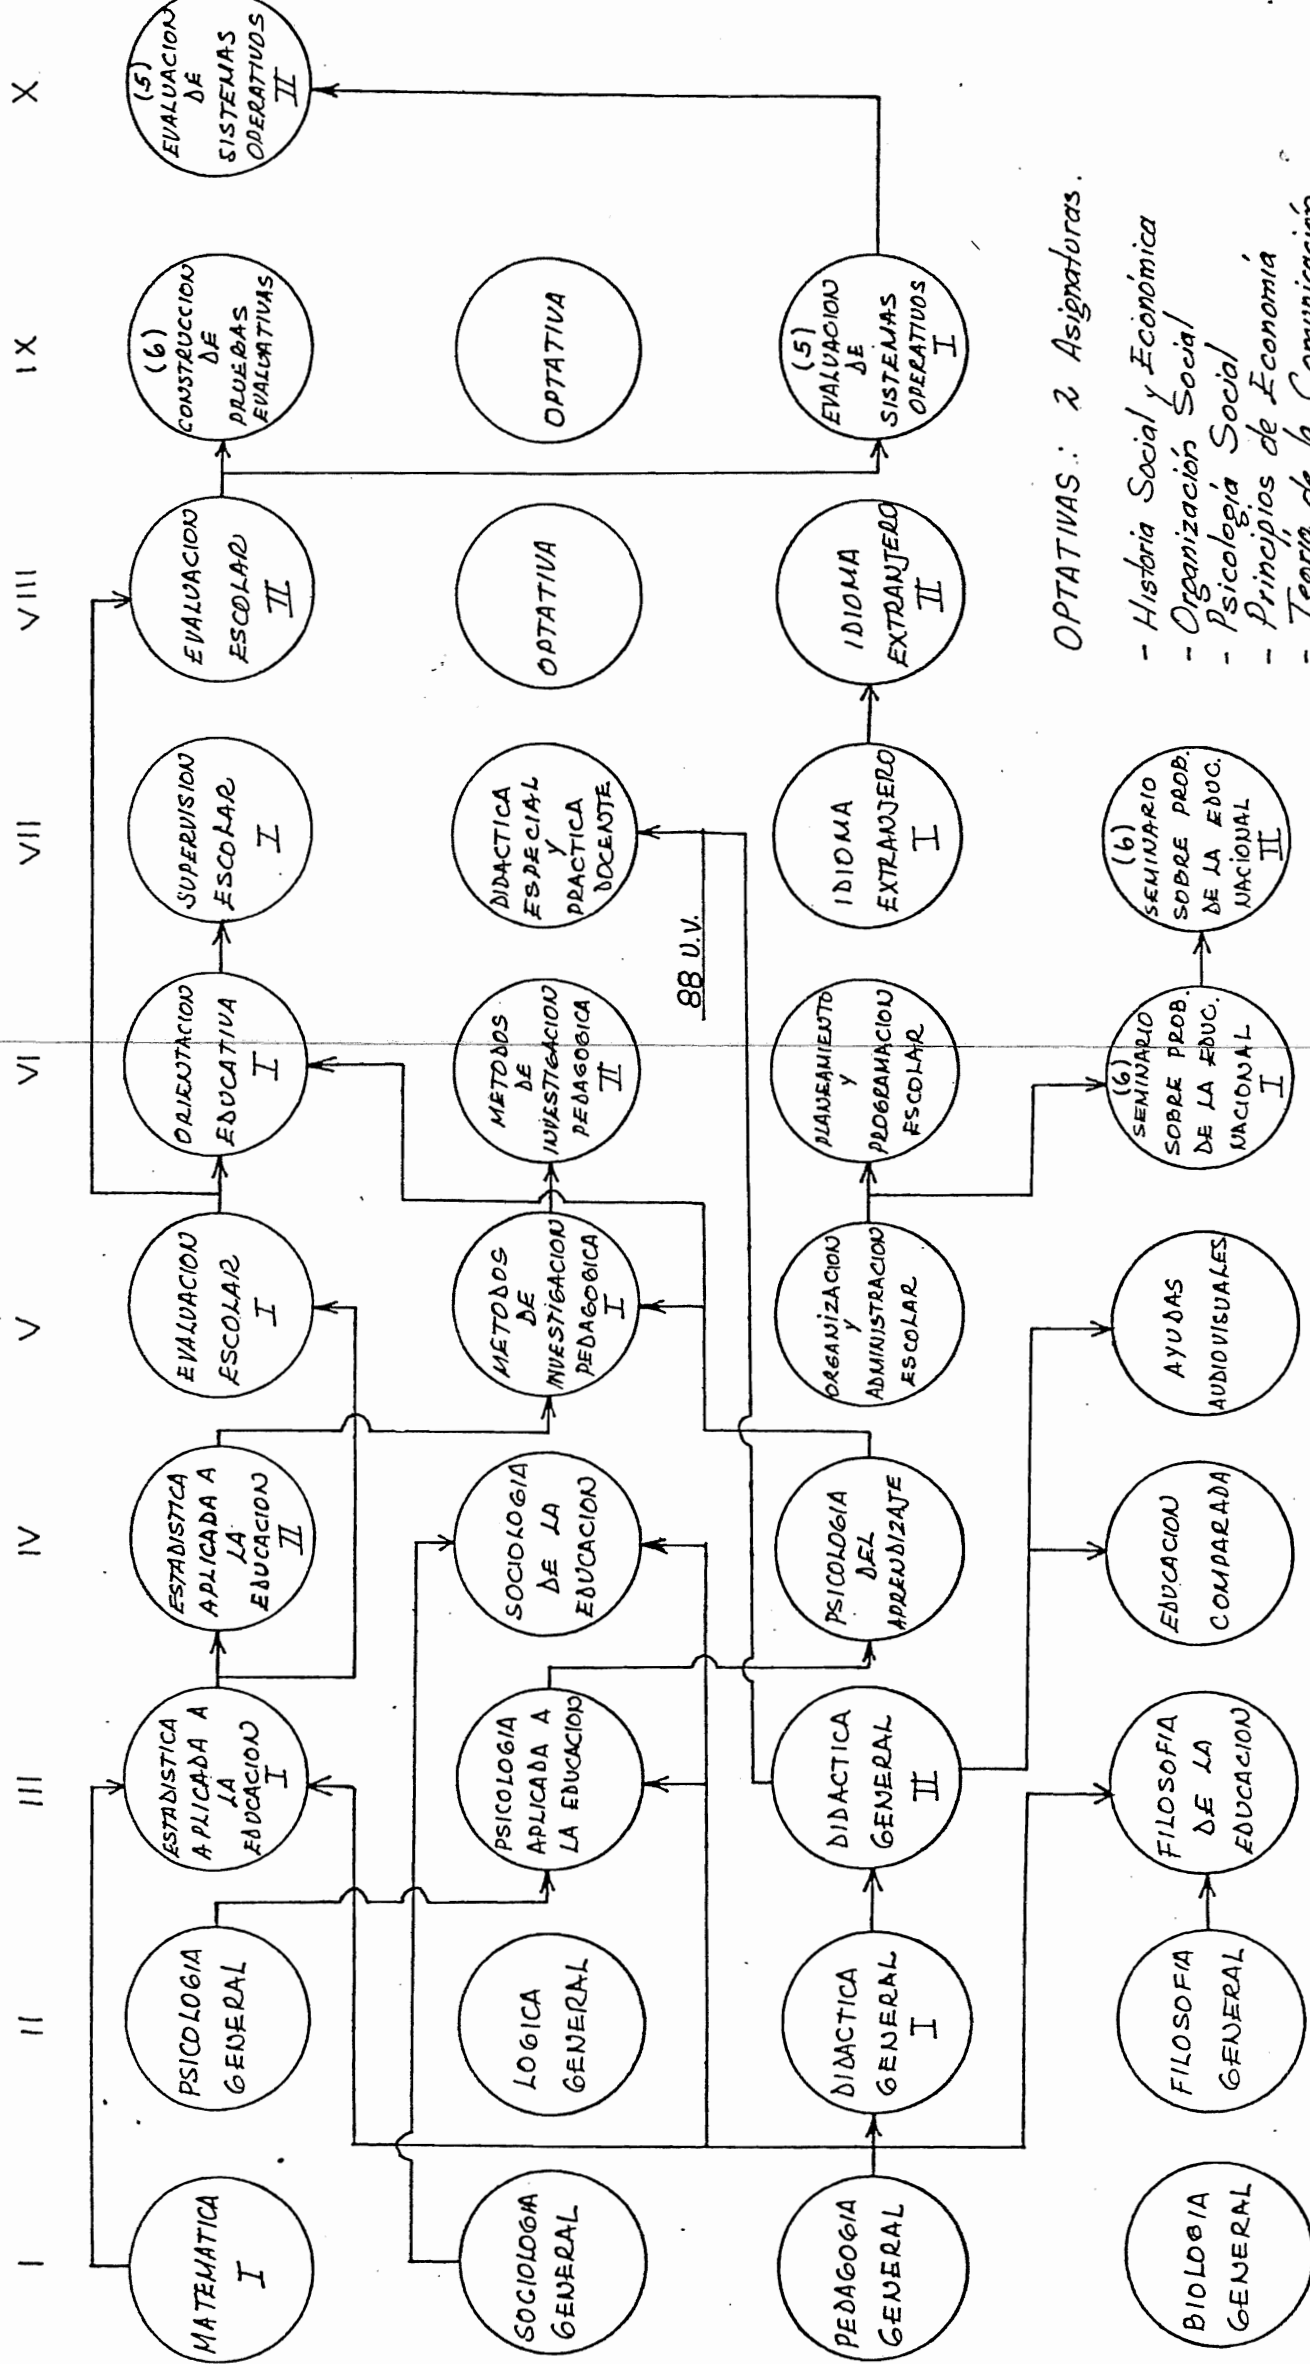 I
II
III
IV
V
VI
VII
VIII
IX
X
MATEMATICA
I
SOCIOLOGIA
GENERAL
PEDAGOGIA
GENERAL
BIOLOGIA
GENERAL
PSICOLOGIA
GENERAL
LOGICA
GENERAL
DIDACTICA
GENERAL
I
FILOSOFIA
GENERAL
ESTADISTICA
APLICADA A
LA
EDUCACION
I
PSICOLOGIA
APLICADA A
LA EDUCACION
DIDACTICA
GENERAL
II
FILOSOFIA
DE LA
EDUCACION
ESTADISTICA
APLICADA A
LA
EDUCACION
II
SOCIOLOGIA
DE LA
EDUCACION
PSICOLOGIA
DEL
APRENDIZAJE
EDUCACION
COMPARADA
EVALUACION
ESCOLAR
I
METODOS
DE
INVESTIGACION
PEDAGOGICA
I
ORGANIZACION
Y
ADMINISTRACION
ESCOLAR
AYUDAS
AUDIOVISUALES
ORIENTACION
EDUCATIVA
I
METODOS
DE
INVESTIGACION
PEDAGOGICA
II
PLANEAMIENTO
Y
PROGRAMACION
ESCOLAR
(6)
SEMINARIO
SOBRE PROB.
DE LA EDUC.
NACIONAL
I
SUPERVISION
ESCOLAR
I
DIDACTICA
ESPECIAL
Y
PRACTICA
DOCENTE
88 U.V.
IDIOMA
EXTRANJERO
I
(6)
SEMINARIO
SOBRE PROB.
DE LA EDUC.
NACIONAL
II
EVALUACION
ESCOLAR
II
OPTATIVA
IDIOMA
EXTRANJERO
II
(6)
CONSTRUCCION
DE
PRUEBAS
EVALUATIVAS
OPTATIVA
(5)
EVALUACION
DE
SISTEMAS
OPERATIVOS
I
(5)
EVALUACION
DE
SISTEMAS
OPERATIVOS
II
OPTATIVAS: 2 Asignaturas.
- Historia Social y Económica
- Organización Social
- Psicología Social
- Principios de Economía
- Teoría de la Comunicación